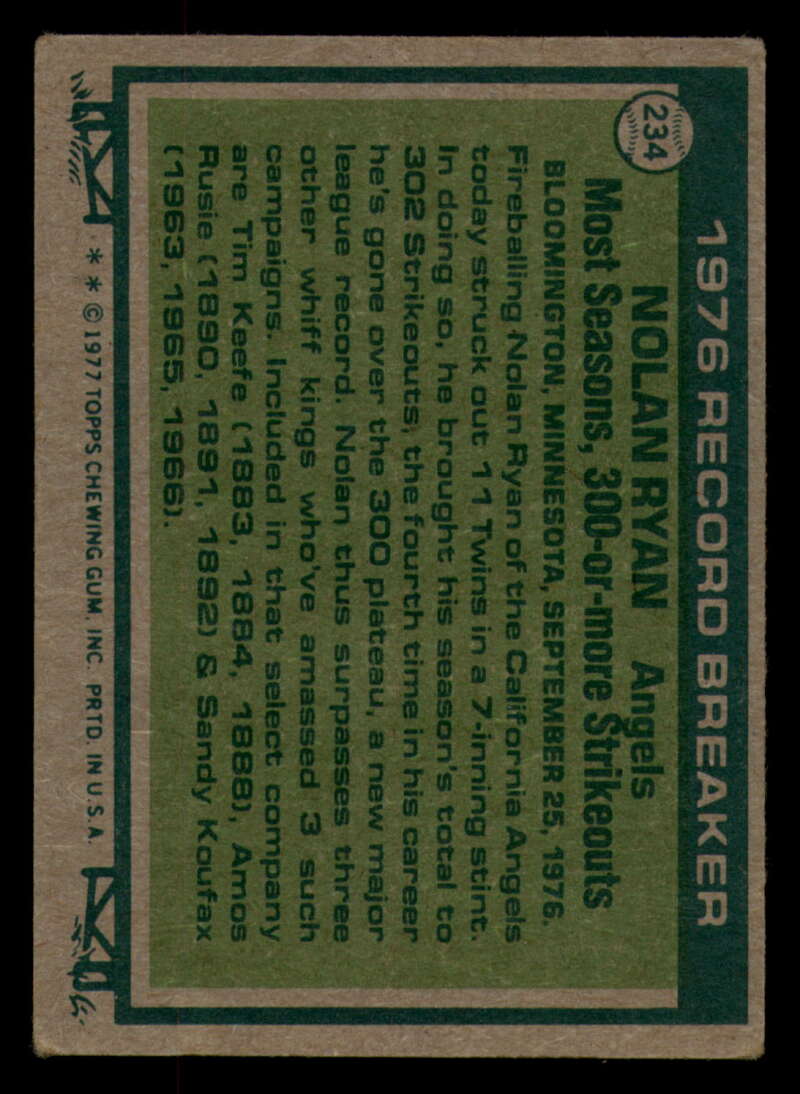 1976 RECORD BREAKER
234
NOLAN RYAN Angels
Most Seasons, 300-or-more Strikeouts
BLOOMINGTON, MINNESOTA, SEPTEMBER 25, 1976.
Fireballing Nolan Ryan of the California Angels
today struck out 11 Twins in a 7-inning stint.
In doing so, he brought his season's total to
302 Strikeouts, the fourth time in his career
he's gone over the 300 plateau, a new major
league record. Nolan thus surpasses three
other whiff kings who've amassed 3 such
campaigns. Included in that select company
are Tim Keefe (1883, 1884, 1888), Amos
Rusie (1890, 1891, 1892) & Sandy Koufax
(1963, 1965, 1966).
* * © 1977 TOPPS CHEWING GUM, INC. PRTD. IN U.S.A.